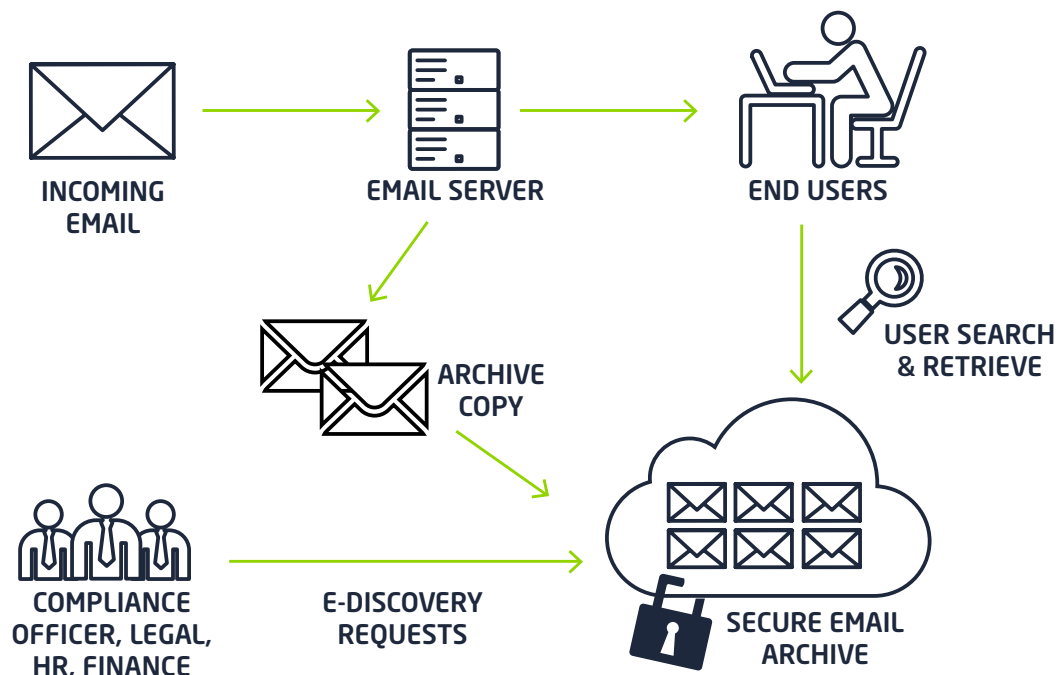 INCOMING
EMAIL
EMAIL SERVER
END USERS
USER SEARCH
& RETRIEVE
ARCHIVE
COPY
COMPLIANCE
OFFICER, LEGAL,
HR, FINANCE
E-DISCOVERY
REQUESTS
SECURE EMAIL
ARCHIVE